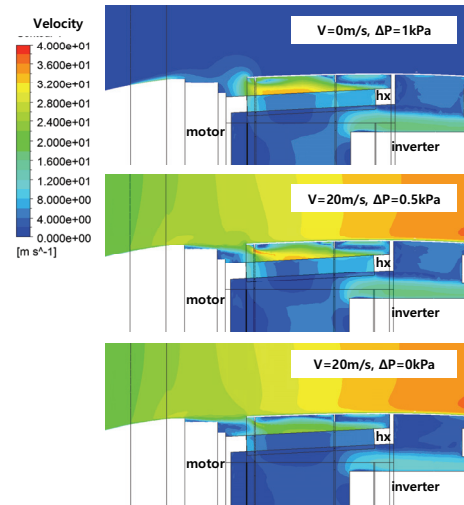 Velocity
4.000e+01
3.600e+01
3.200e+01
2.800e+01
2.400e+01
2.000e+01
1.600e+01
1.200e+01
8.000e+00
4.000e+00
0.000e+00
[m s^-1]
V=0m/s, ΔP=1kPa
hx
motor
inverter
V=20m/s, ΔP=0.5kPa
hx
motor
inverter
V=20m/s, ΔP=0kPa
hx
motor
inverter